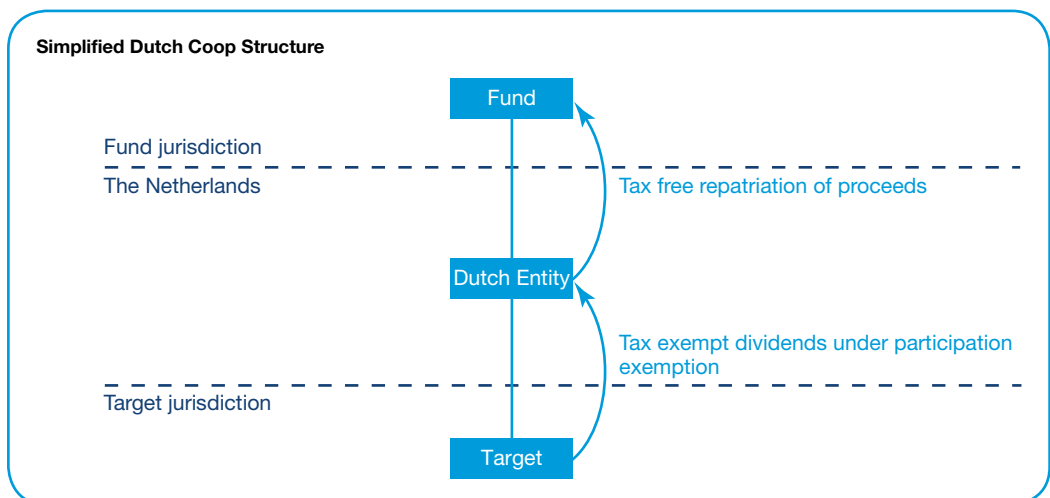 Simplified Dutch Coop Structure
Fund
Fund jurisdiction
The Netherlands
Tax free repatriation of proceeds
Dutch Entity
Tax exempt dividends under participation
exemption
Target jurisdiction
Target